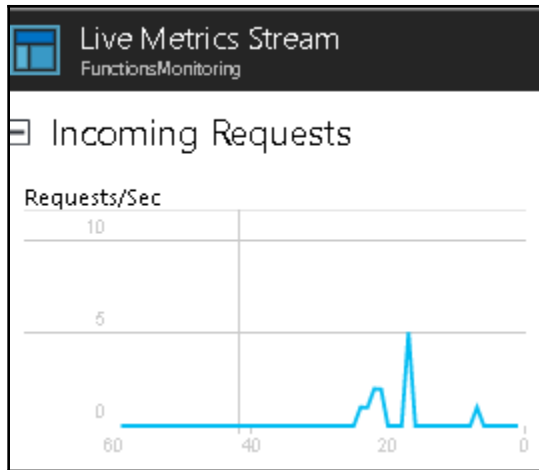 Live Metrics Stream
FunctionsMonitoring
Incoming Requests
Requests/Sec
10
5
0
60 40 20 0